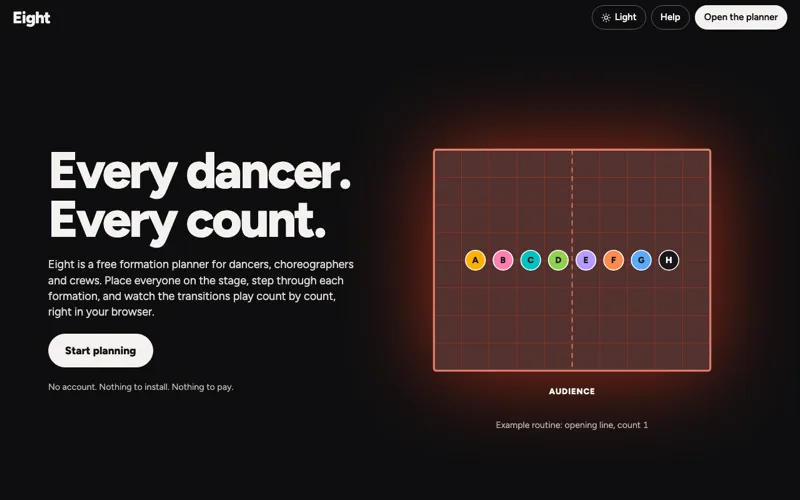 Eight
Light
Help
Open the planner
Every dancer.
Every count.
Eight is a free formation planner for dancers, choreographers
and crews. Place everyone on the stage, step through each
formation, and watch the transitions play count by count,
right in your browser.
Start planning
No account. Nothing to install. Nothing to pay.
A B C D E F G H
AUDIENCE
Example routine: opening line, count 1